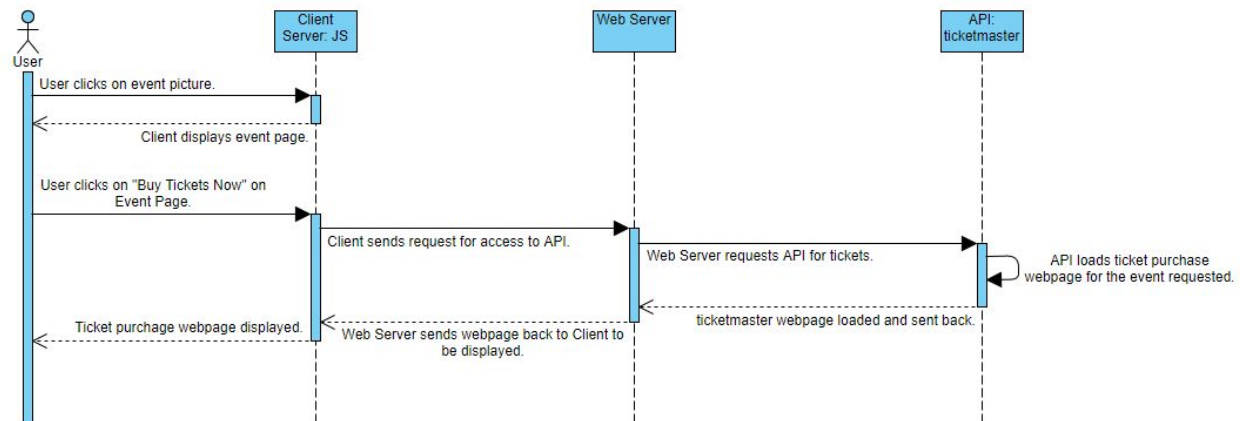 Client
Server: JS
Web Server
API:
ticketmaster
User
User clicks on event picture.
Client displays event page.
User clicks on "Buy Tickets Now" on
Event Page.
Client sends request for access to API.
Web Server requests API for tickets.
API loads ticket purchase
webpage for the event requested.
ticketmaster webpage loaded and sent back.
Web Server sends webpage back to Client to
be displayed.
Ticket purchage webpage displayed.